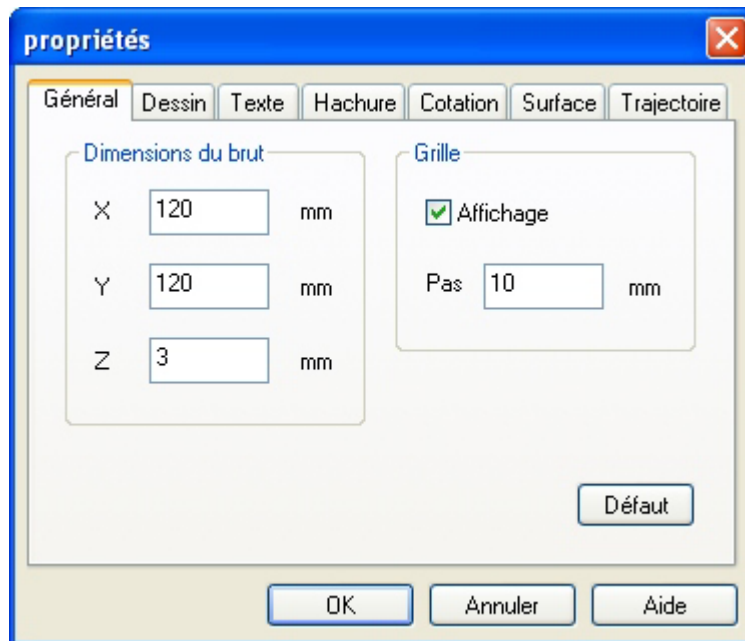 propriétés
Général Dessin Texte Hachure Cotation Surface Trajectoire
Dimensions du brut
X 120 mm
Y 120 mm
Z 3 mm
Grille
Affichage
Pas 10 mm
Défaut
OK Annuler Aide